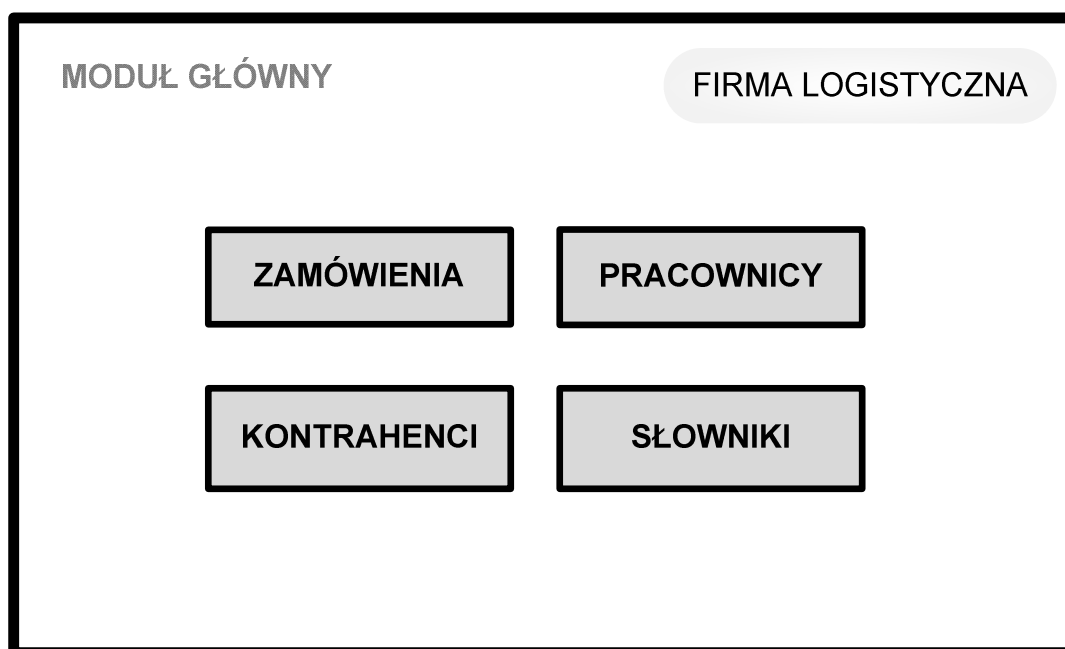 MODUŁ GŁÓWNY
FIRMA LOGISTYCZNA
ZAMÓWIENIA
PRACOWNICY
KONTRAHENCI
SŁOWNIKI